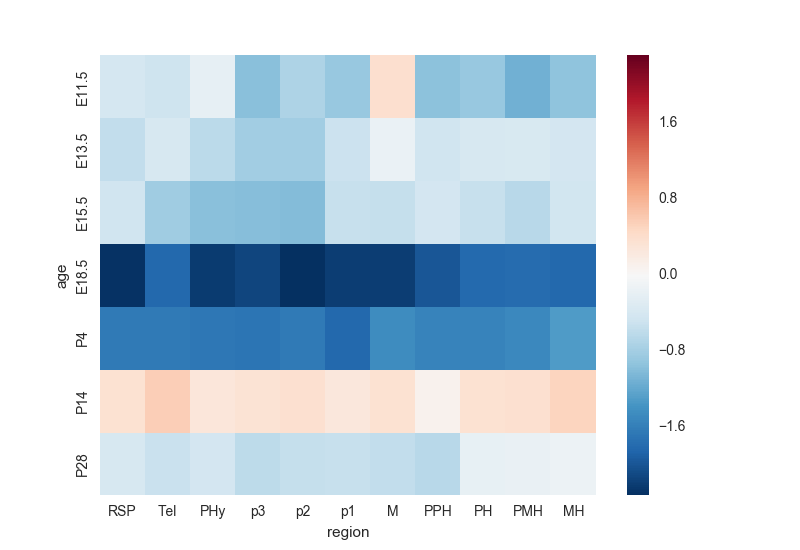 age
E11.5
E13.5
E15.5
E18.5
P4
P14
P28
RSP Tel PHy p3 p2 p1 M PPH PH PMH MH
region
1.6
0.8
0.0
−0.8
−1.6